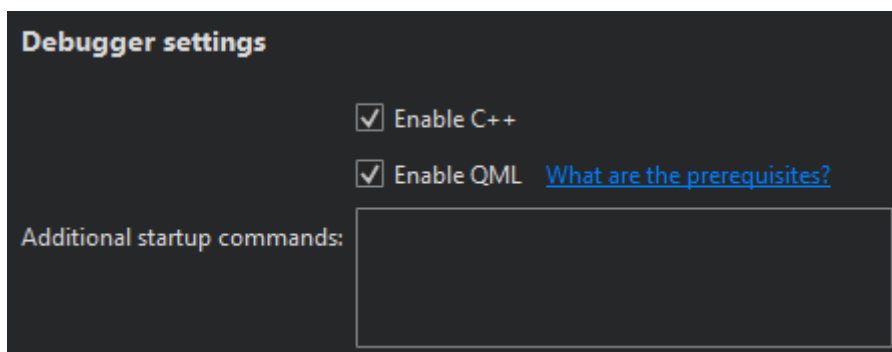 Debugger settings
Enable C++
Enable QML What are the prerequisites?
Additional startup commands: